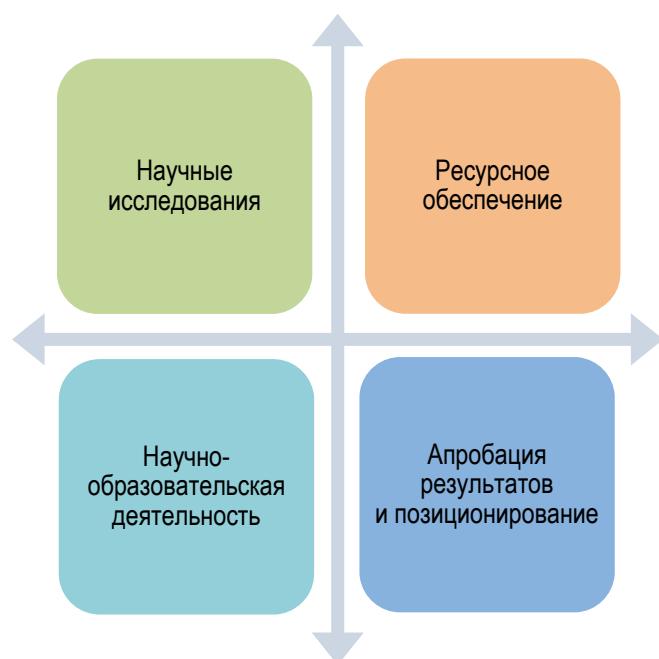 Научные
исследования
Ресурсное
обеспечение
Научно-
образовательская
деятельность
Апробация
результатов
и позиционирование